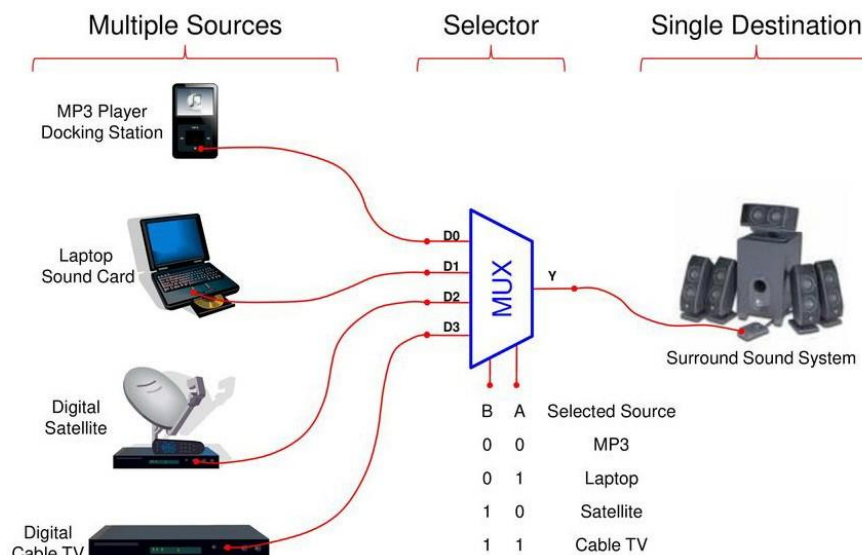 Multiple Sources
Selector
Single Destination
MP3 Player
Docking Station
Laptop
Sound Card
Digital
Satellite
Digital
Cable TV
D0
D1
D2
D3
MUX
Y
Surround Sound System
B A Selected Source
0 0 MP3
0 1 Laptop
1 0 Satellite
1 1 Cable TV